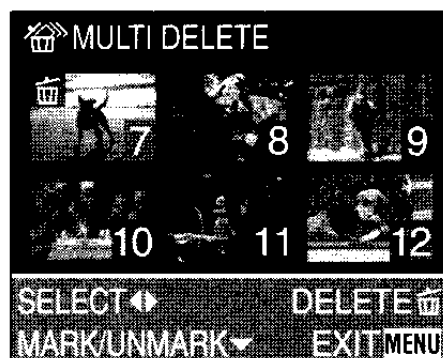 MULTI DELETE
7 8 9
10 11 12
SELECT DELETE
MARK/UNMARK EXIT MENU